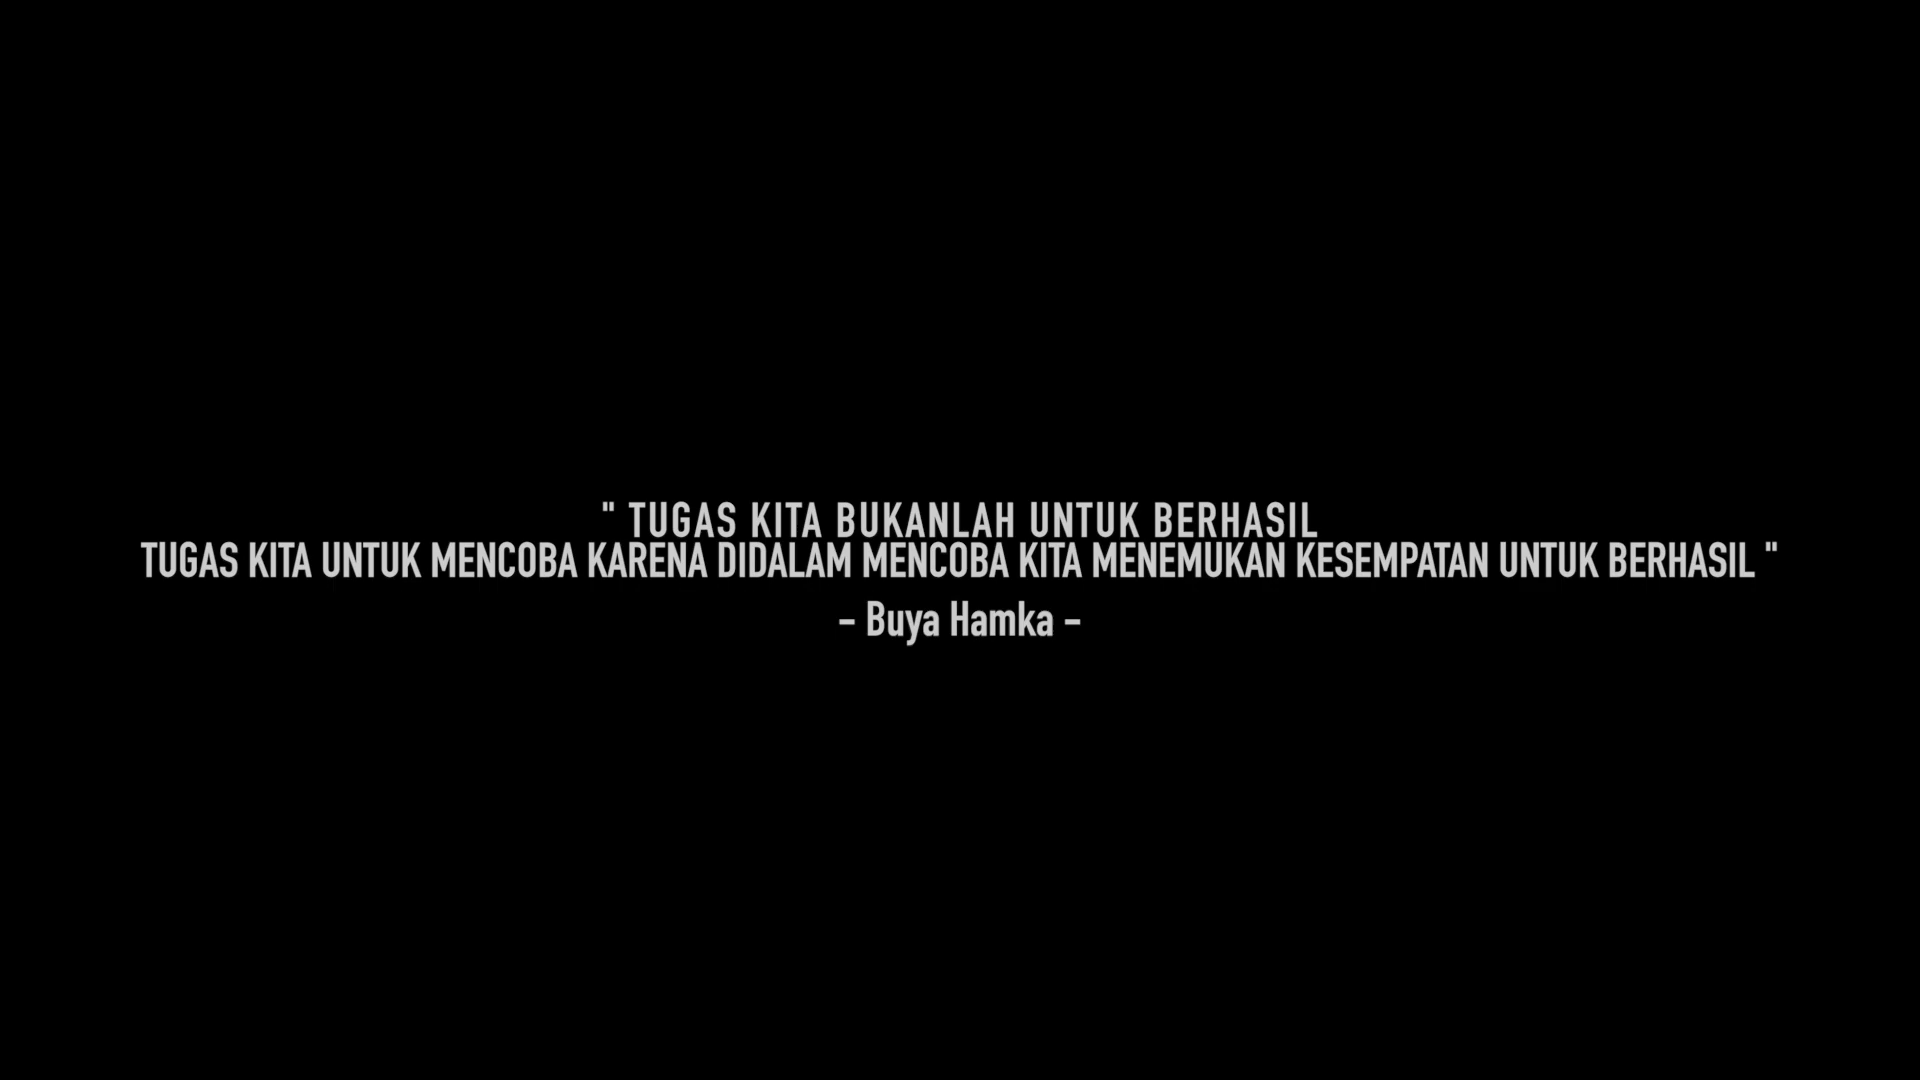 " TUGAS KITA BUKANLAH UNTUK BERHASIL
TUGAS KITA UNTUK MENCOBA KARENA DIDALAM MENCOBA KITA MENEMUKAN KESEMPATAN UNTUK BERHASIL "
- Buya Hamka -